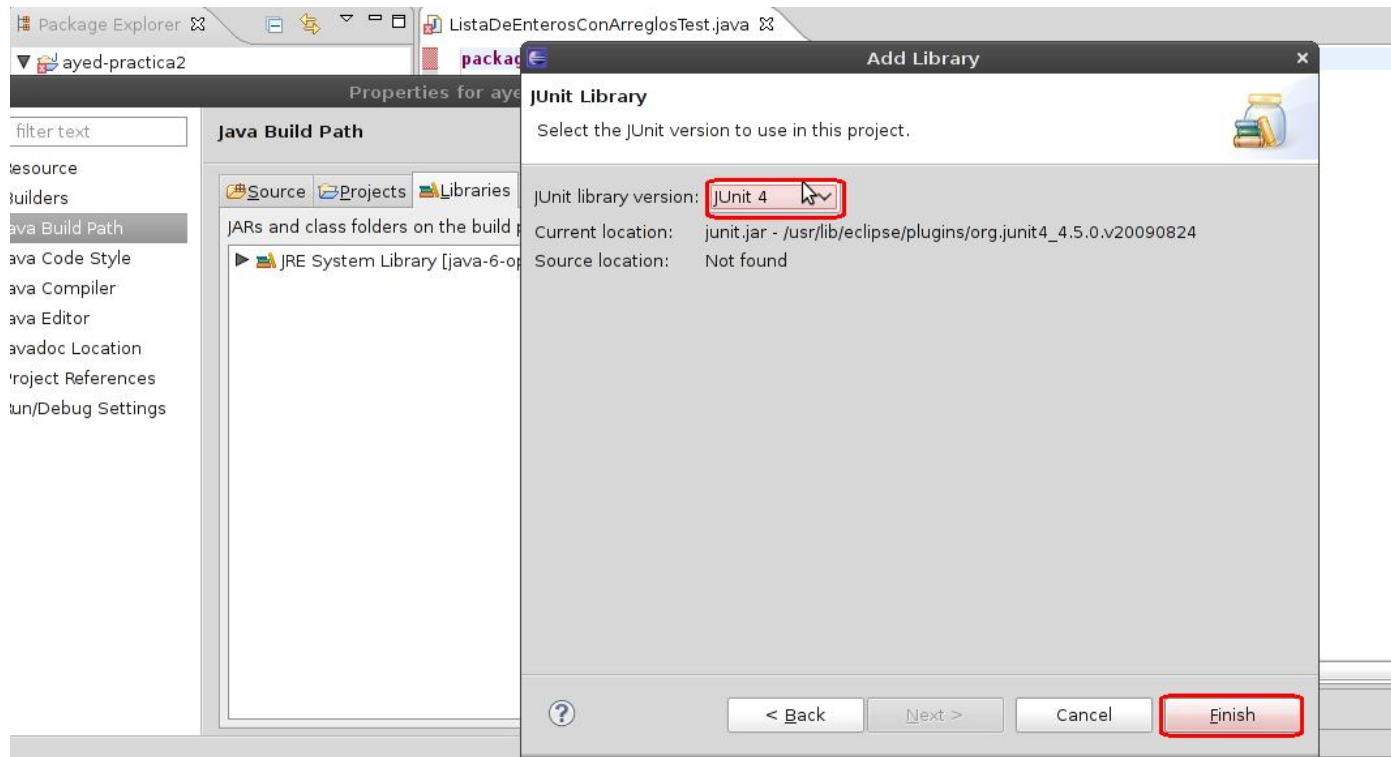 Package Explorer
ListaDeEnterosConArreglosTest.java
ayed-practica2
packag
Add Library
Properties for aye
JUnit Library
Select the JUnit version to use in this project.
filter text
Java Build Path
esource
uilders
ava Build Path
ava Code Style
ava Compiler
ava Editor
avadoc Location
roject References
un/Debug Settings
Source Projects Libraries
JARs and class folders on the build p
JRE System Library [java-6-op
JUnit library version: JUnit 4
Current location: junit.jar - /usr/lib/eclipse/plugins/org.junit4_4.5.0.v20090824
Source location: Not found
? < Back Next > Cancel Finish